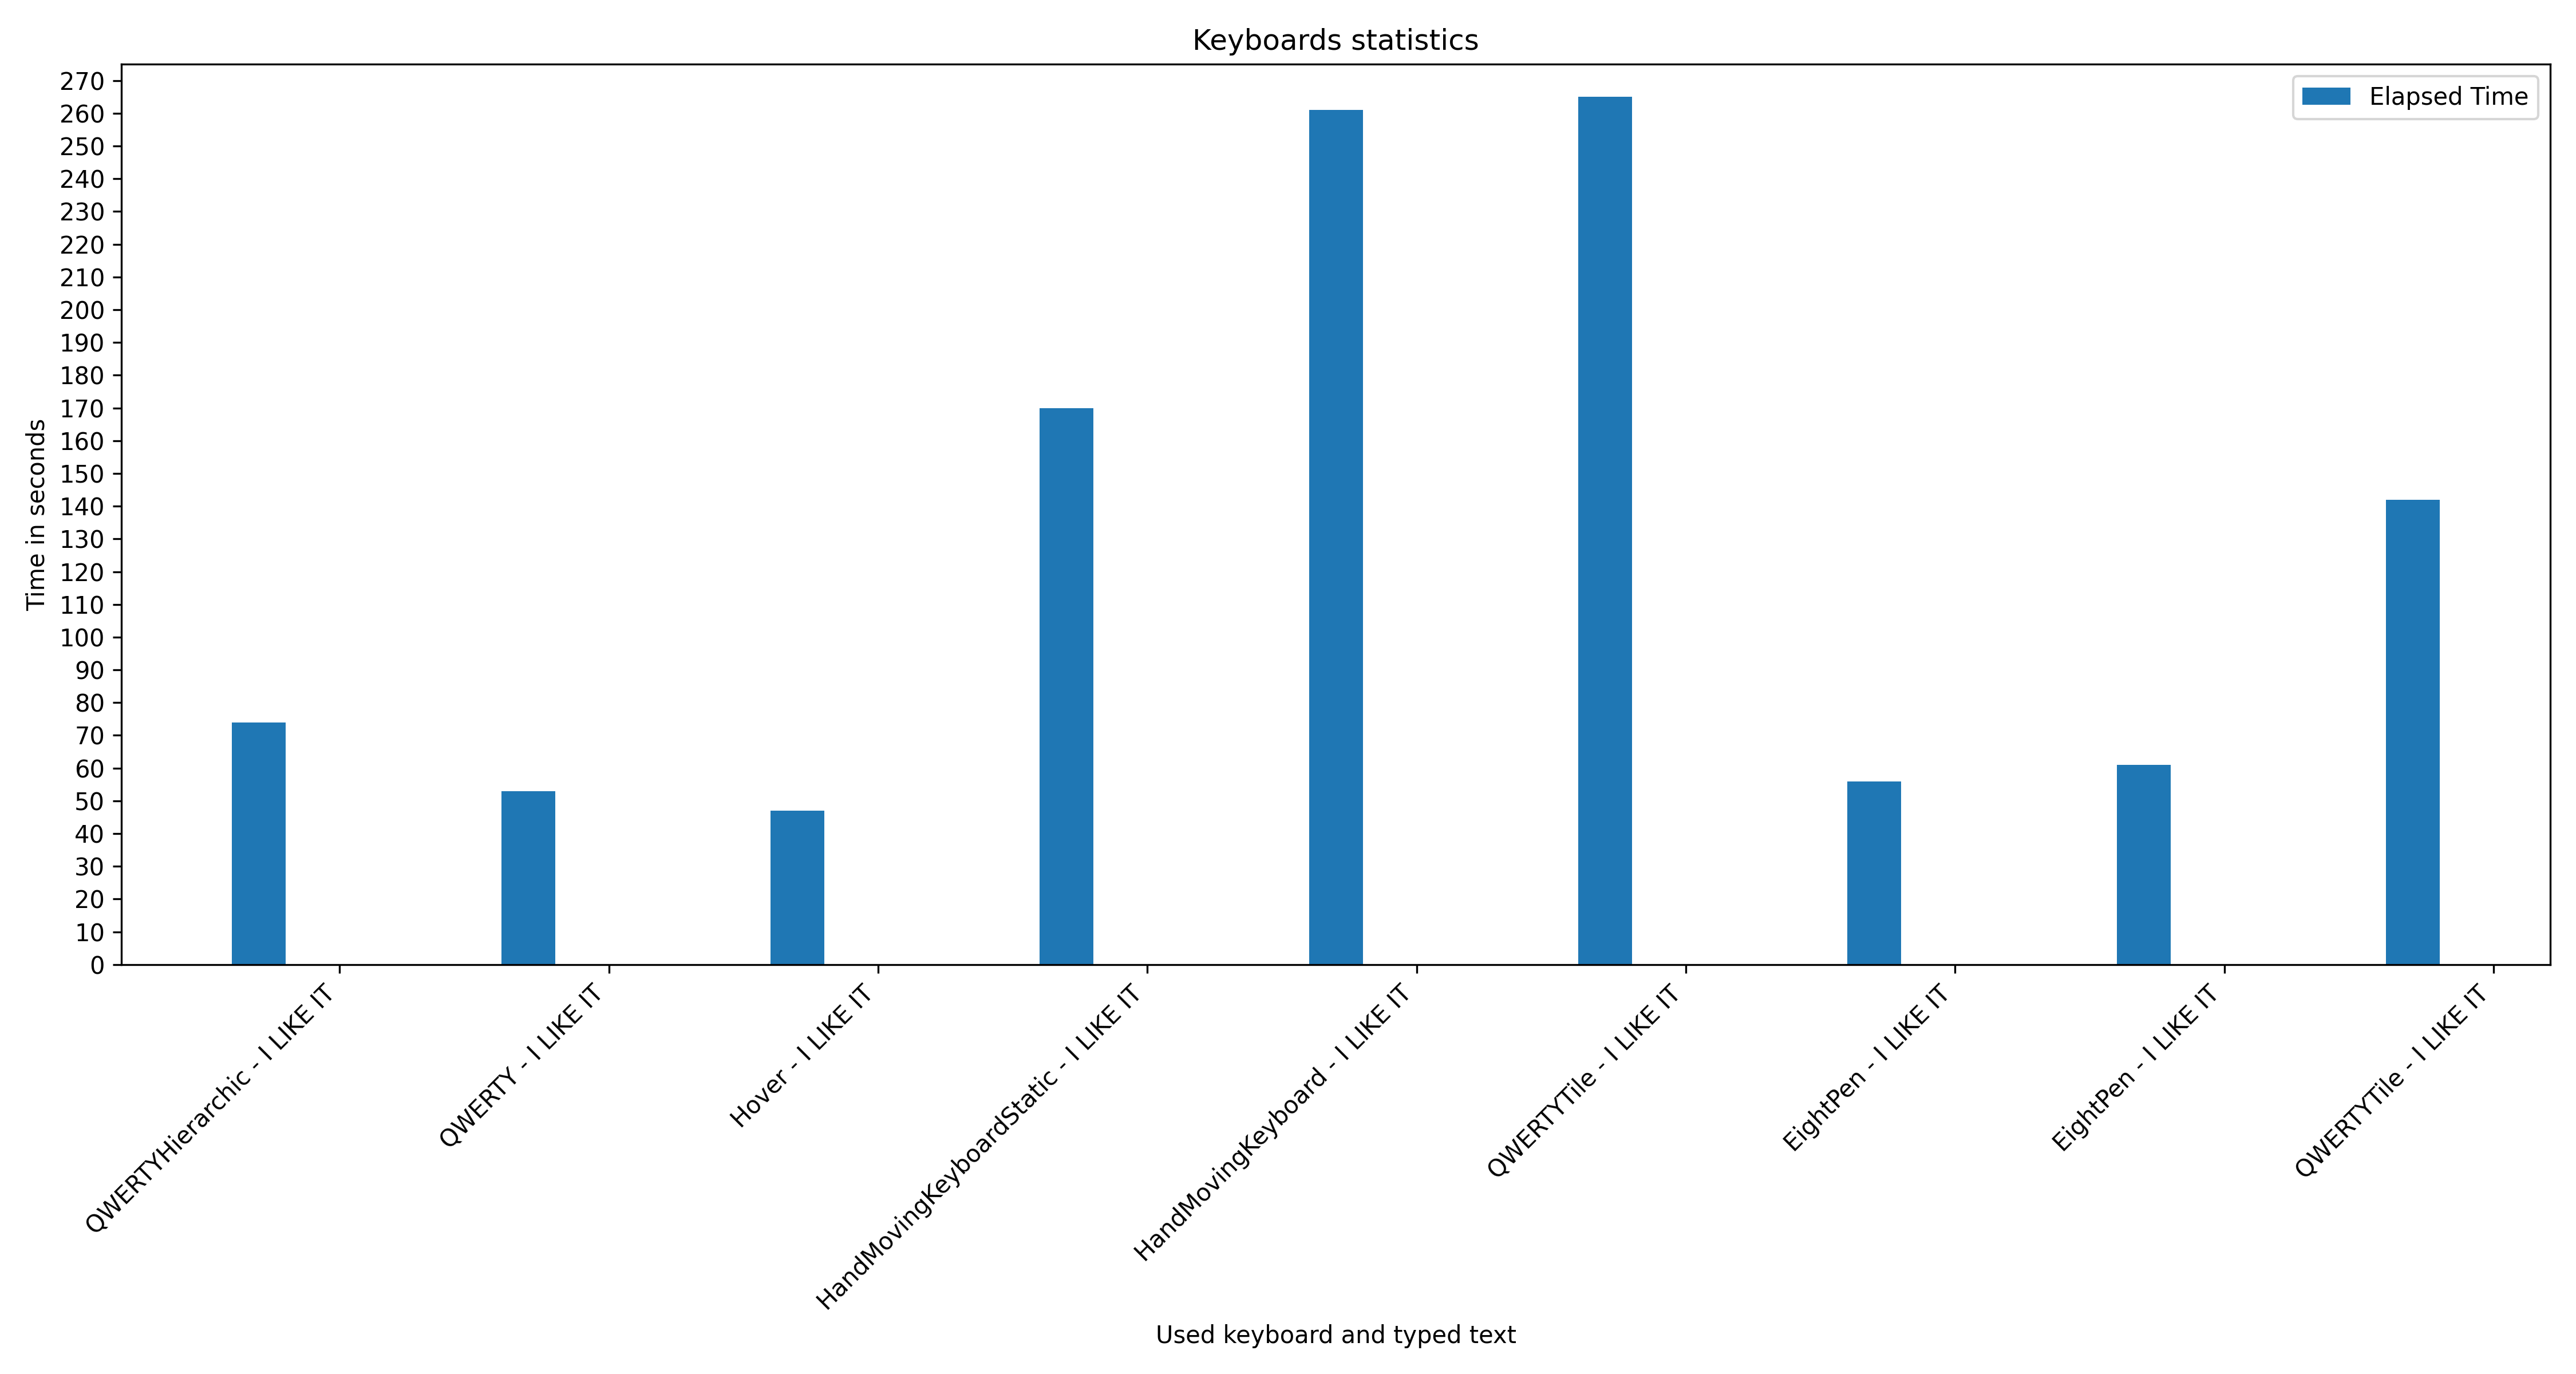 Keyboards statistics
Elapsed Time
Time in seconds
270
260
250
240
230
220
210
200
190
180
170
160
150
140
130
120
110
100
90
80
70
60
50
40
30
20
10
0
QWERTYHierarchic - I LIKE IT
QWERTY - I LIKE IT
Hover - I LIKE IT
HandMovingKeyboardStatic - I LIKE IT
HandMovingKeyboard - I LIKE IT
QWERTYTile - I LIKE IT
EightPen - I LIKE IT
EightPen - I LIKE IT
QWERTYTile - I LIKE IT
Used keyboard and typed text